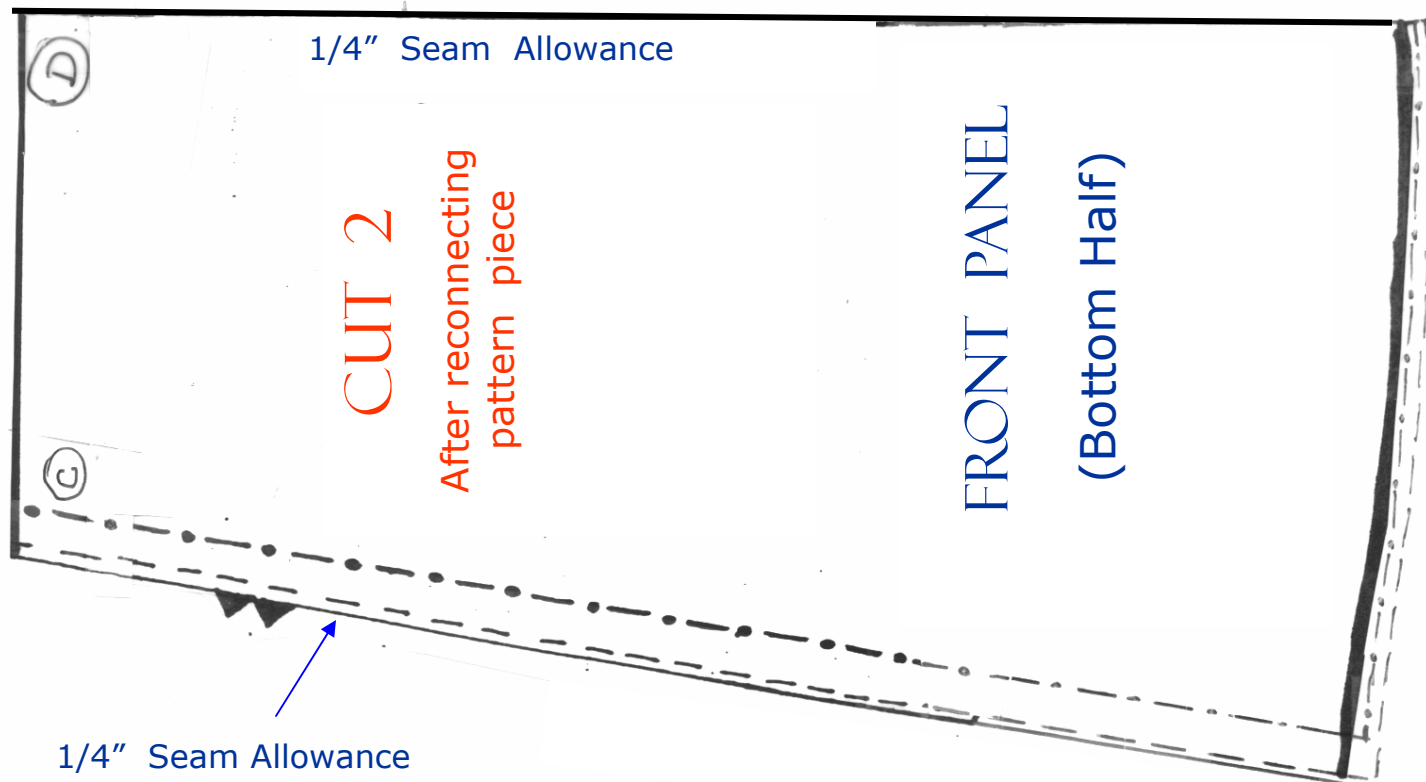 1/4” Seam Allowance
D
C
CUT 2
After reconnecting
pattern piece
FRONT PANEL
(Bottom Half)
1/4” Seam Allowance